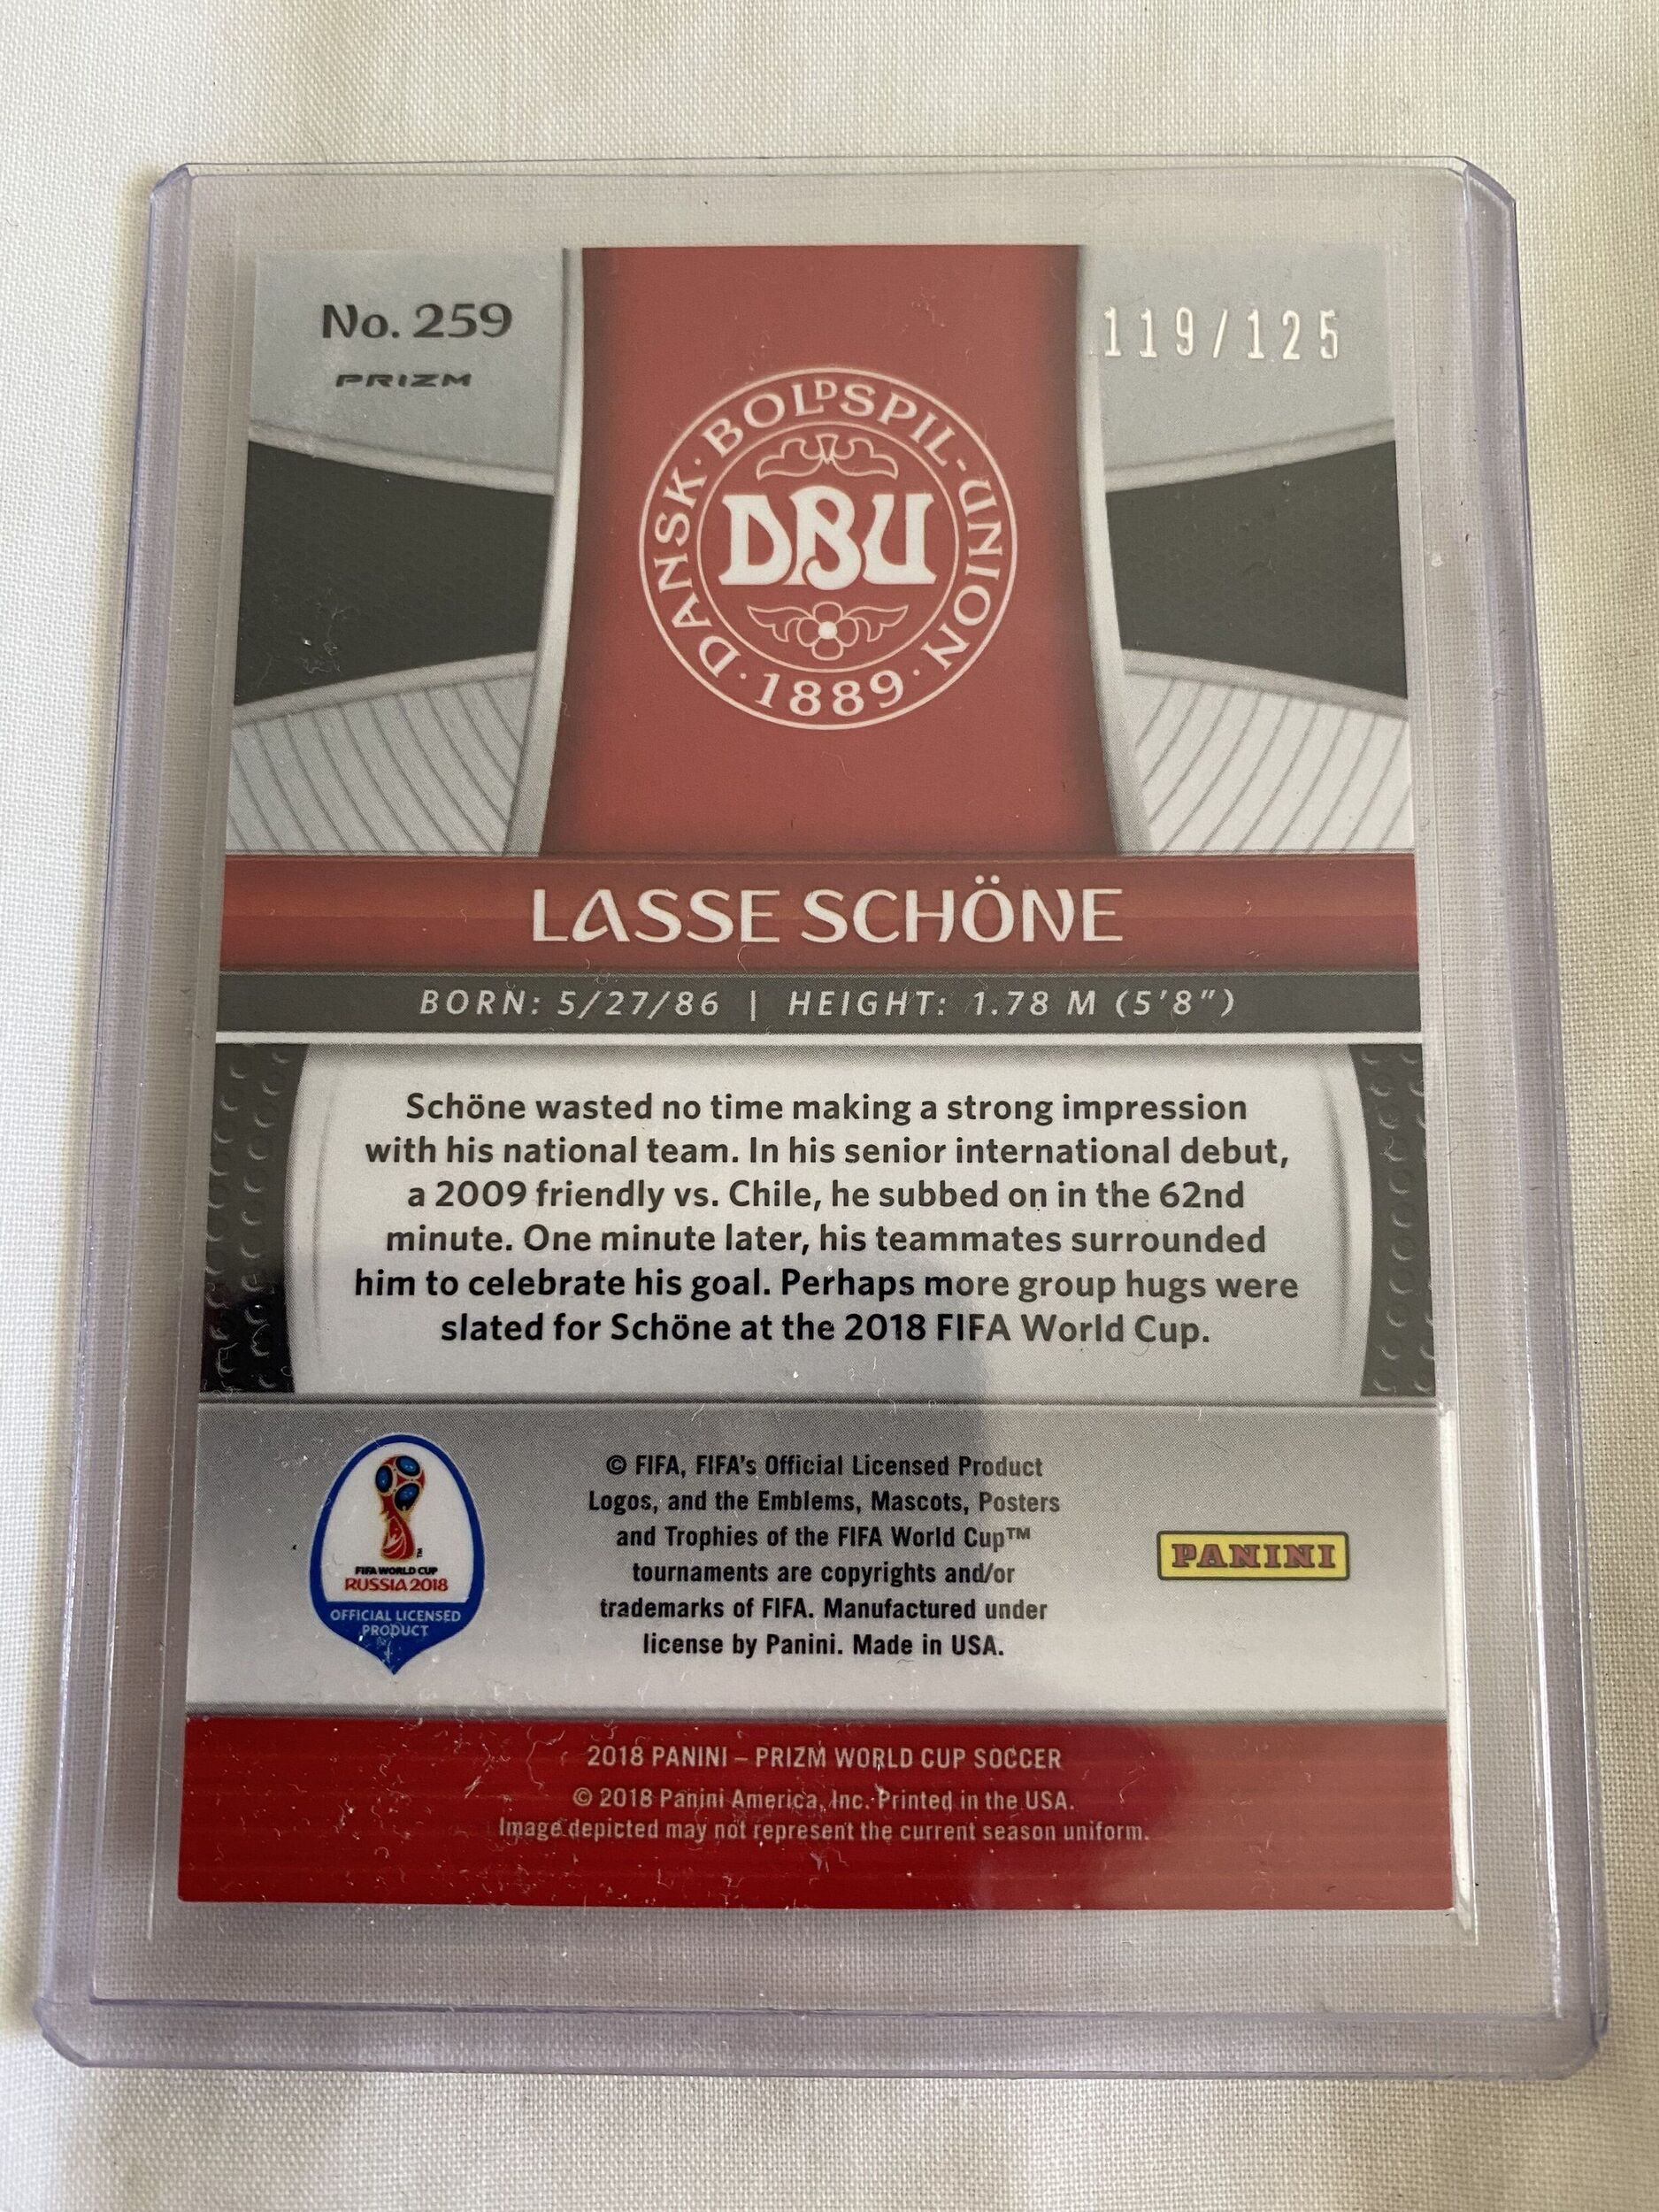 No. 259
PRIZM
119/125
DANSK · BOLDSPIL-UNION · 1889 ·
DBU
LASSE SCHÖNE
BORN: 5/27/86 | HEIGHT: 1.78 M (5'8")
Schöne wasted no time making a strong impression
with his national team. In his senior international debut,
a 2009 friendly vs. Chile, he subbed on in the 62nd
minute. One minute later, his teammates surrounded
him to celebrate his goal. Perhaps more group hugs were
slated for Schöne at the 2018 FIFA World Cup.
FIFA WORLD CUP
RUSSIA 2018
OFFICIAL LICENSED
PRODUCT
© FIFA, FIFA's Official Licensed Product
Logos, and the Emblems, Mascots, Posters
and Trophies of the FIFA World Cup™
tournaments are copyrights and/or
trademarks of FIFA. Manufactured under
license by Panini. Made in USA.
PANINI
2018 PANINI – PRIZM WORLD CUP SOCCER
© 2018 Panini America, Inc. Printed in the USA.
Image depicted may not represent the current season uniform.